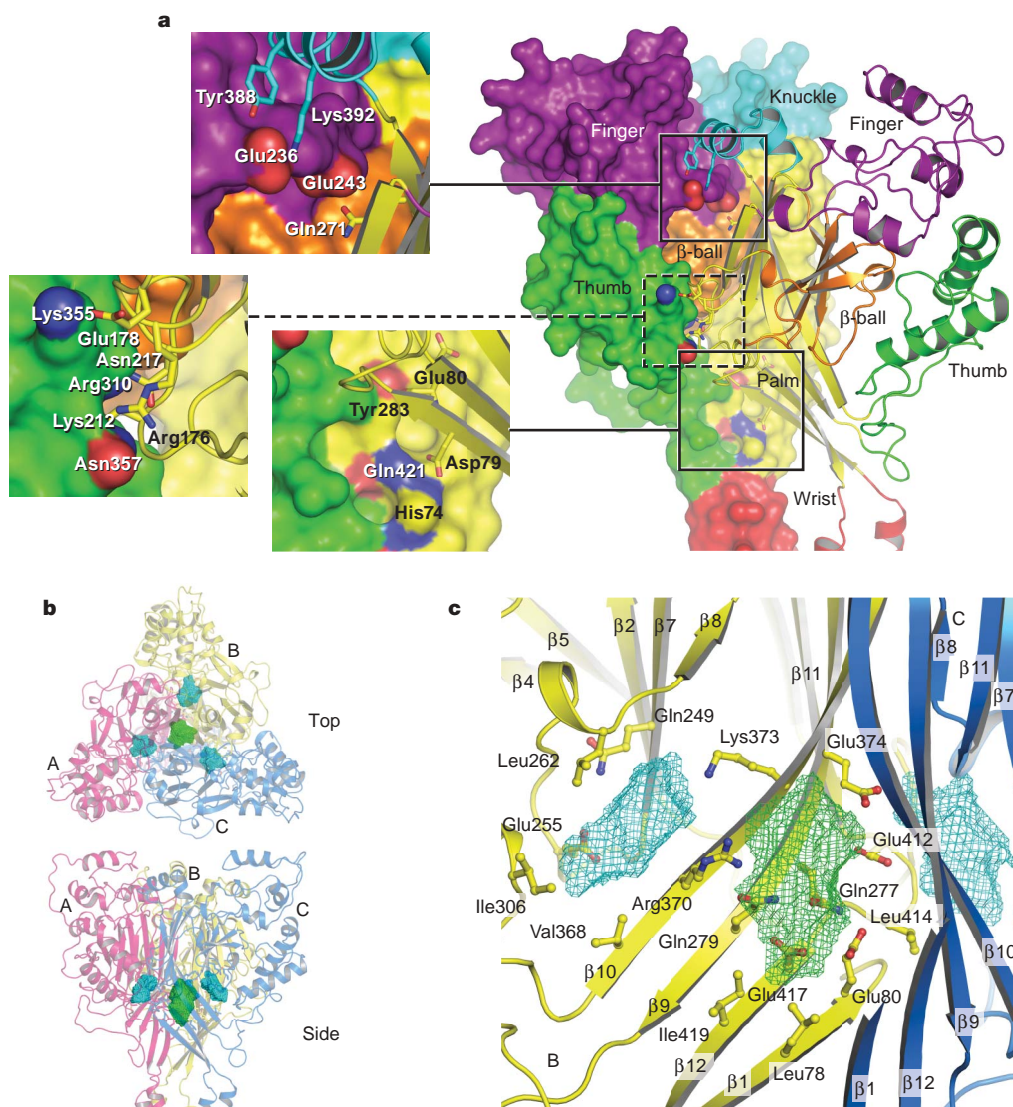 a
Tyr388
Lys392
Glu236
Glu243
Gln271
Lys355
Glu178
Asn217
Arg310
Lys212
Arg176
Asn357
Glu80
Tyr283
Gln421
Asp79
His74
Knuckle
Finger
Finger
β-ball
Thumb
β-ball
Thumb
Palm
Wrist
b
B
Top
A
C
B
A
C
Side
c
β5
β2
β7
β8
β11
C
β8
β11
β7
β4
Gln249
Lys373
Glu374
Leu262
Glu255
Glu412
Ile306
Arg370
Gln277
Val368
Gln279
Leu414
β10
β10
Glu417
Glu80
β9
β9
Ile419
B
β12
β1
Leu78
β1
β12